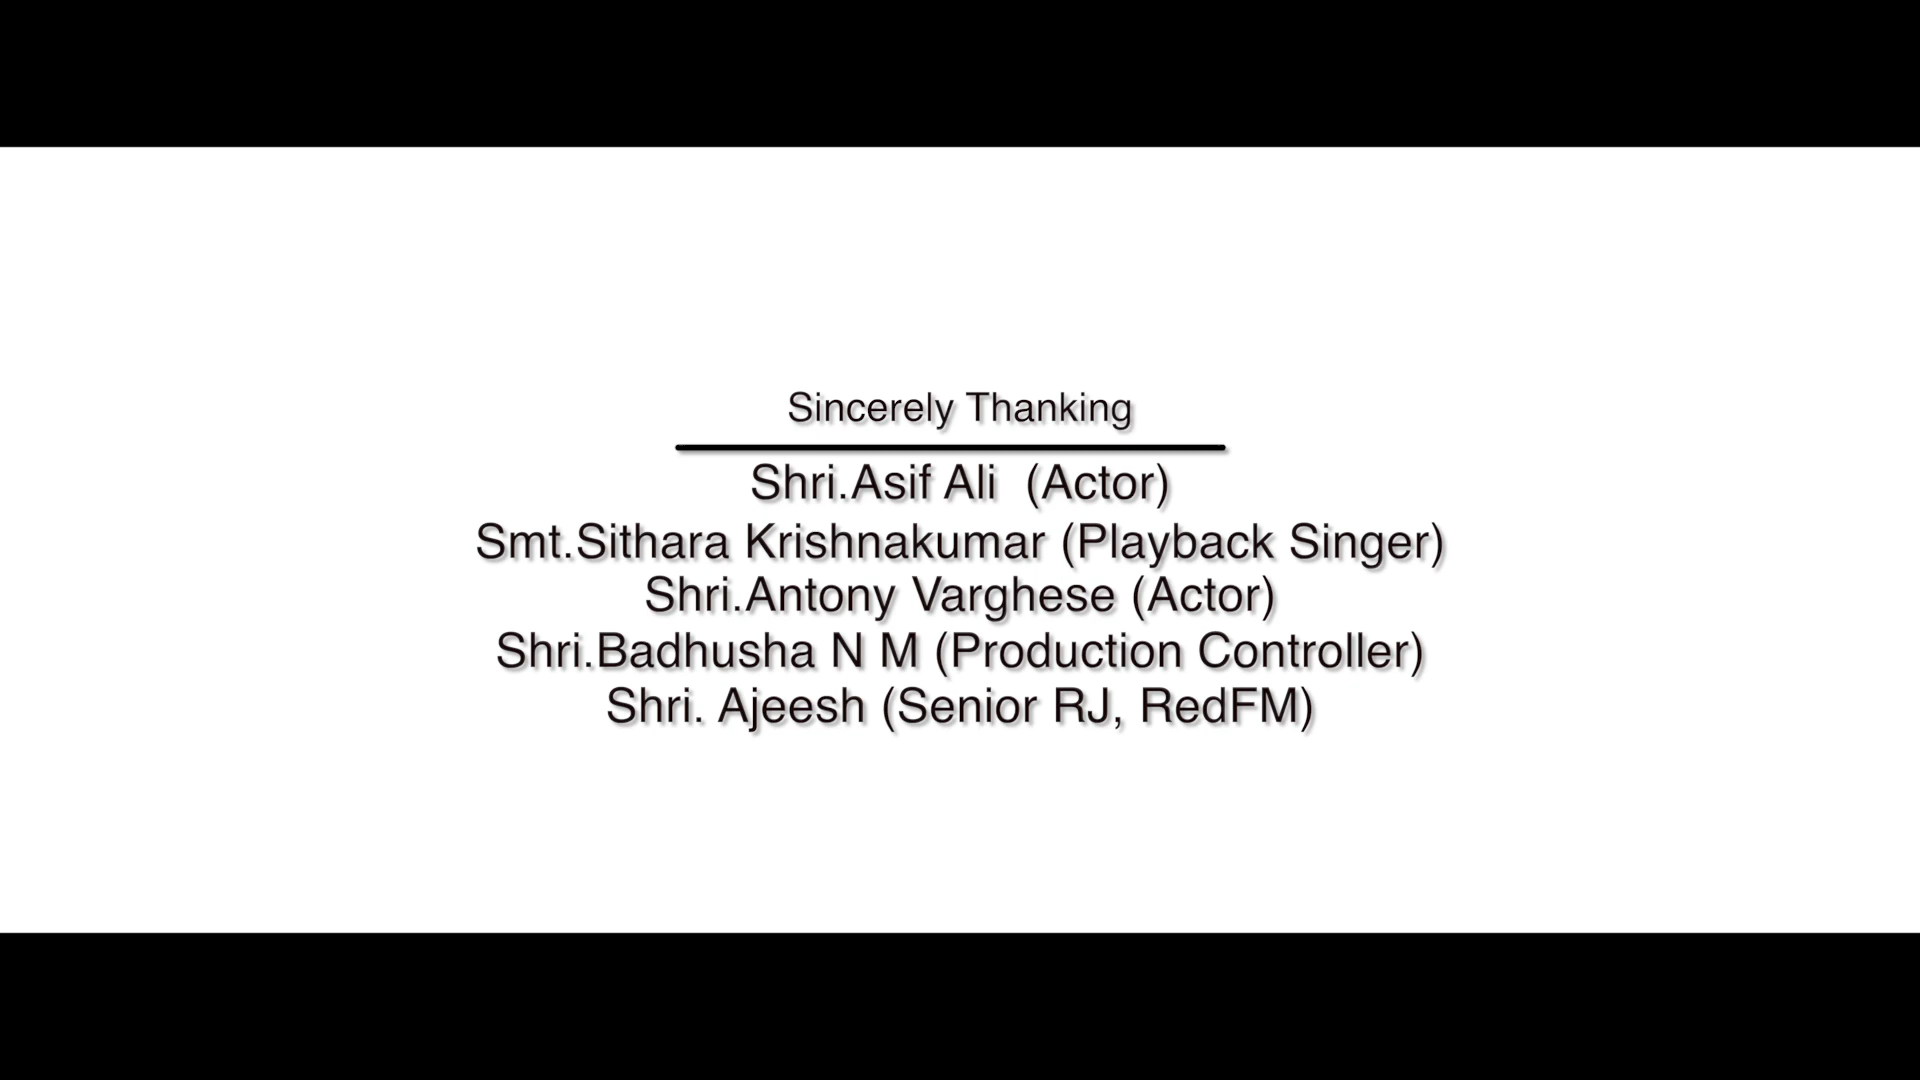 Sincerely Thanking
Shri.Asif Ali  (Actor)
Smt.Sithara Krishnakumar (Playback Singer)
Shri.Antony Varghese (Actor)
Shri.Badhusha N M (Production Controller)
Shri. Ajeesh (Senior RJ, RedFM)